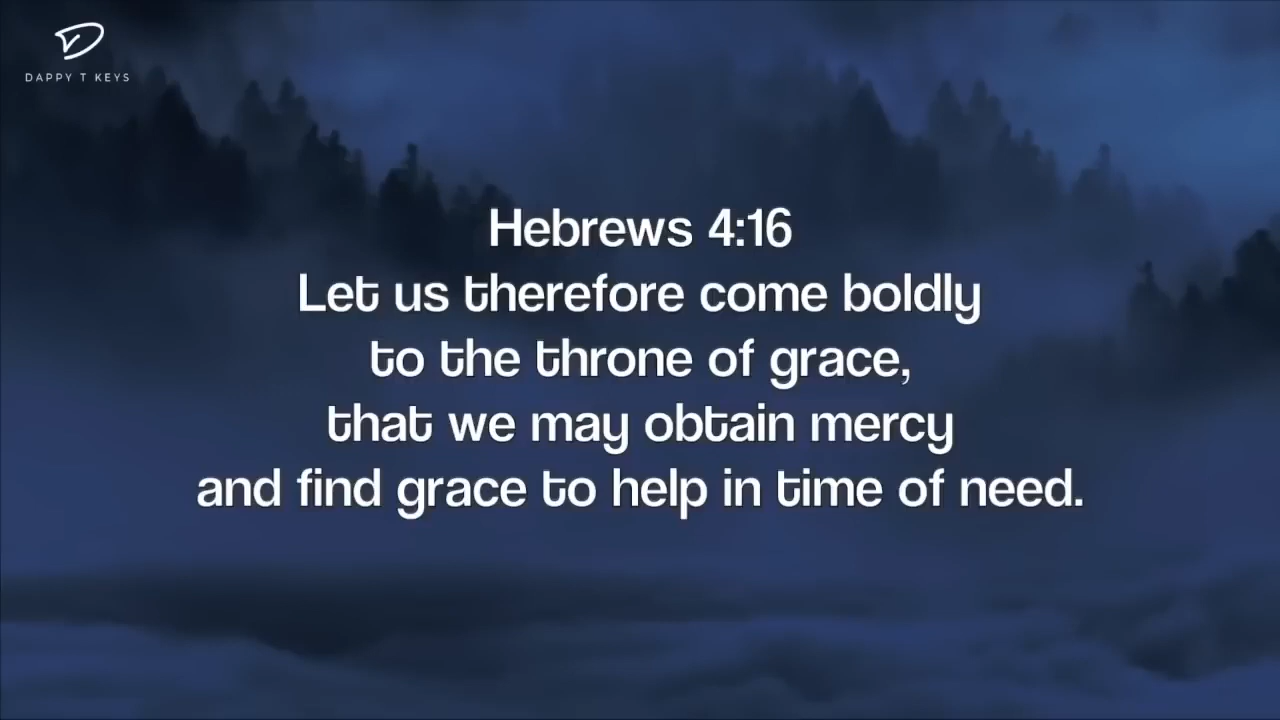 DAPPY T KEYS
Hebrews 4:16
Let us therefore come boldly
to the throne of grace,
that we may obtain mercy
and find grace to help in time of need.